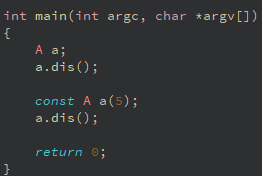 int main(int argc, char *argv[])
{
    A a;
    a.dis();

    const A a(5);
    a.dis();

    return 0;
}